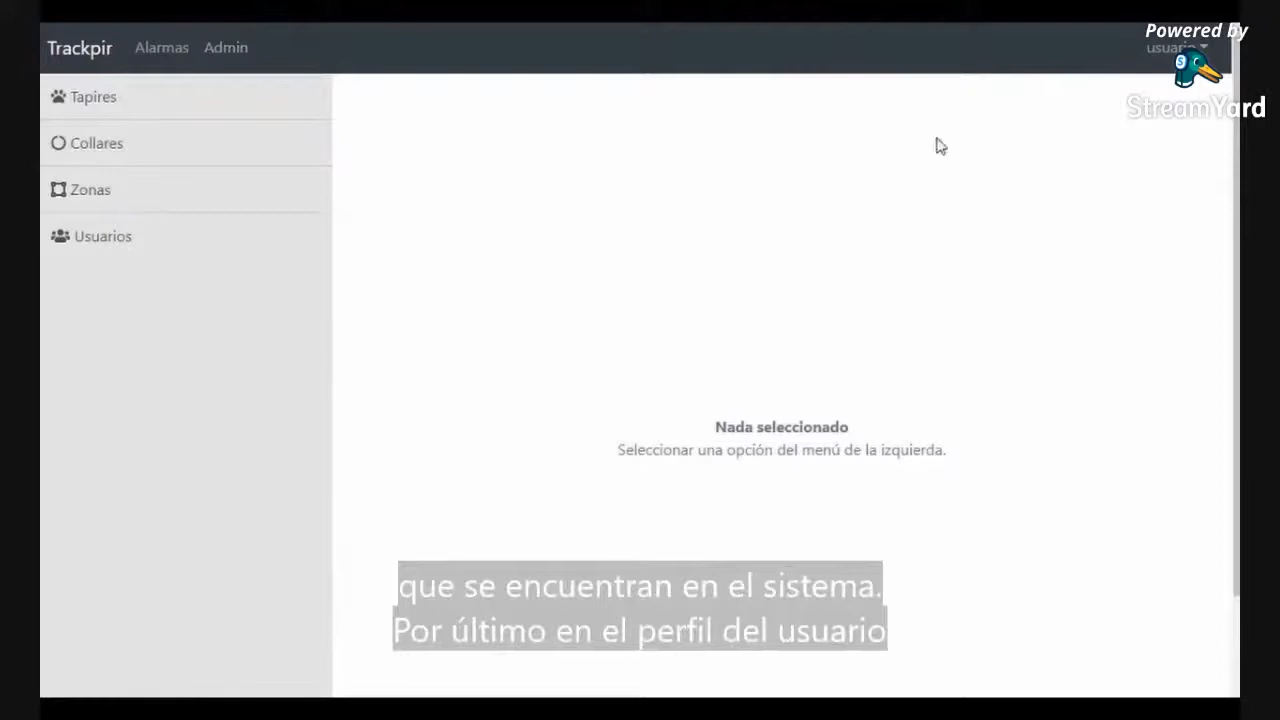 Powered by
Trackpir Alarmas Admin usuario
StreamYard
Tapires
Collares
Zonas
Usuarios
Nada seleccionado
Seleccionar una opción del menú de la izquierda.
que se encuentran en el sistema.
Por último en el perfil del usuario